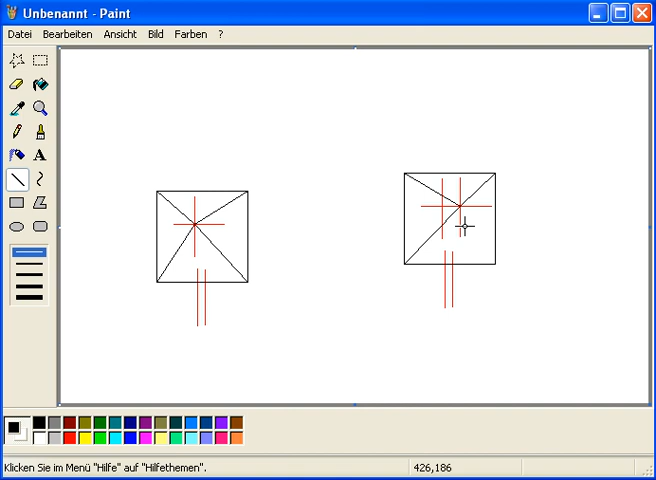 Unbenannt - Paint
Datei Bearbeiten Ansicht Bild Farben ?
A
Klicken Sie im Menü "Hilfe" auf "Hilfethemen". 426,186